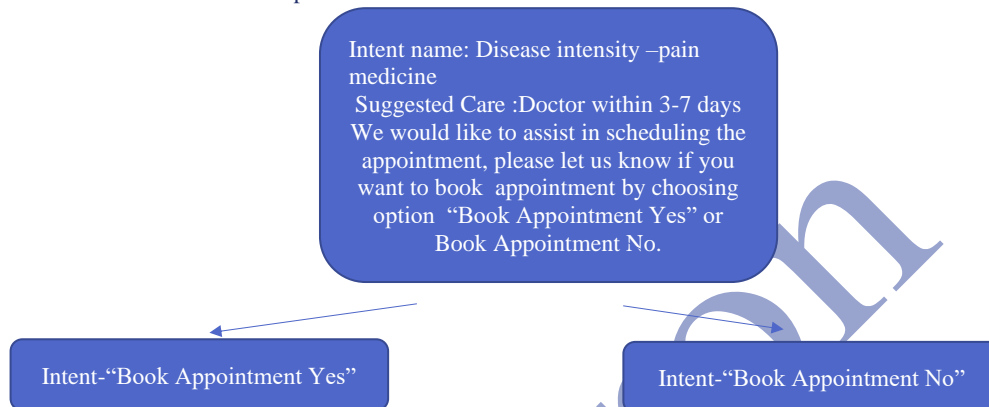 Intent name: Disease intensity –pain
medicine
Suggested Care :Doctor within 3-7 days
We would like to assist in scheduling the
appointment, please let us know if you
want to book appointment by choosing
option “Book Appointment Yes” or
Book Appointment No.
Intent-“Book Appointment Yes”
Intent-“Book Appointment No”